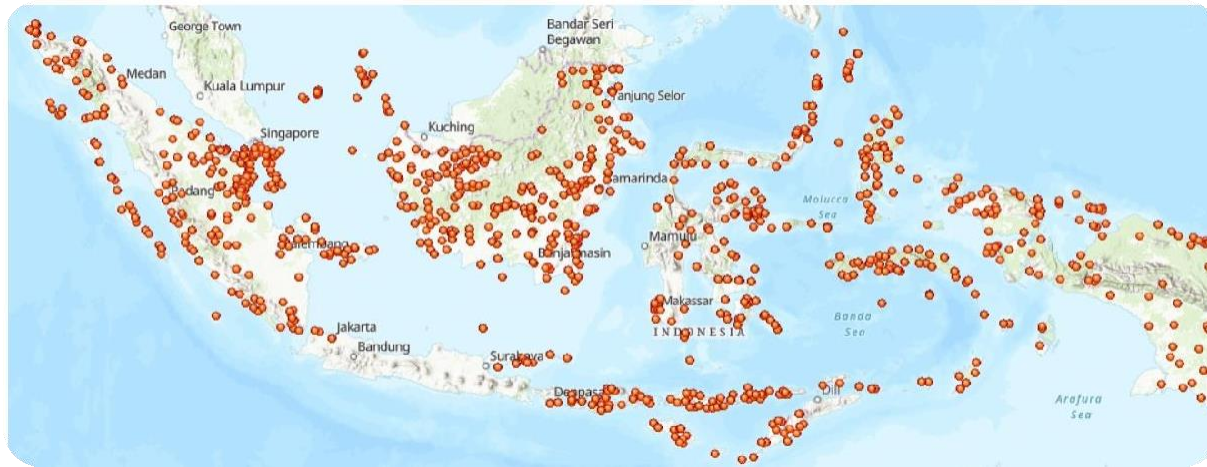 George Town
Bandar Seri
Begawan
Medan
Kuala Lumpur
Tanjung Selor
Kuching
Singapore
Samarinda
Padang
Molucca
Sea
Palembang
Mamuju
Banjarmasin
Makassar
Banda
Sea
INDONESIA
Jakarta
Bandung
Surabaya
Denpasar
Dili
Arafura
Sea